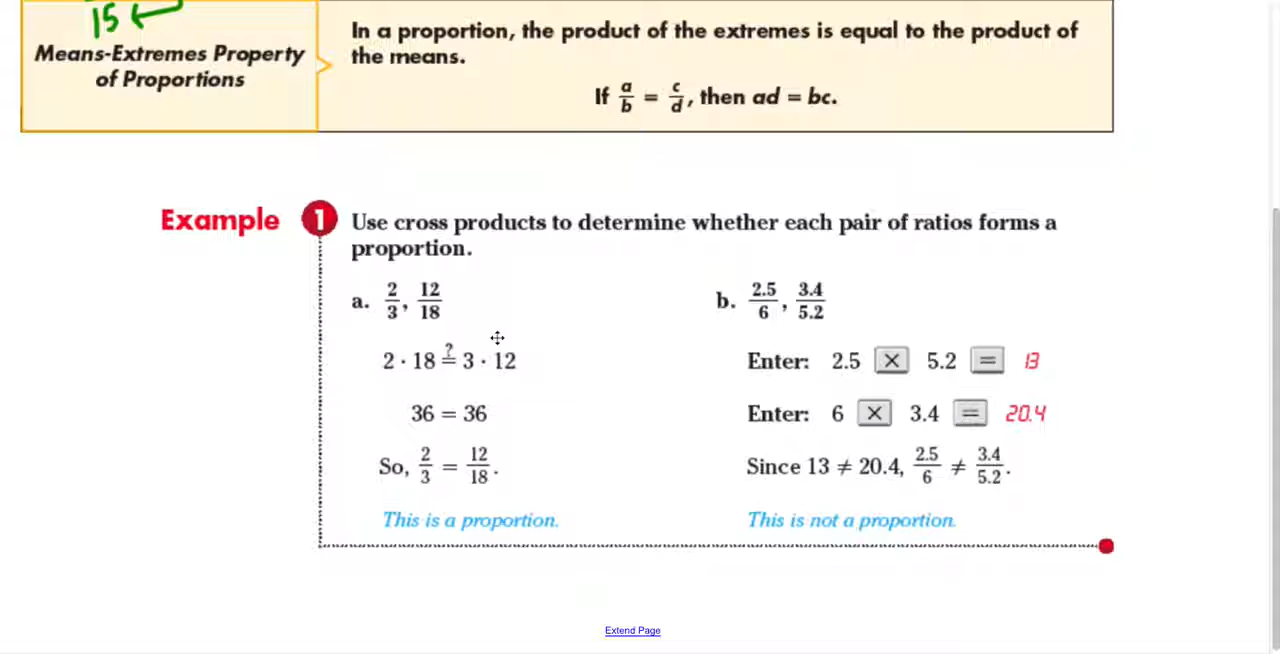 15
Means-Extremes Property
of Proportions
In a proportion, the product of the extremes is equal to the product of
the means.
If a/b = c/d, then ad = bc.
Example 1 Use cross products to determine whether each pair of ratios forms a
proportion.
a. 2/3, 12/18
2 · 18 ≟ 3 · 12
36 = 36
So, 2/3 = 12/18.
This is a proportion.
b. 2.5/6, 3.4/5.2
Enter: 2.5 × 5.2 = 13
Enter: 6 × 3.4 = 20.4
Since 13 ≠ 20.4, 2.5/6 ≠ 3.4/5.2.
This is not a proportion.
Extend Page